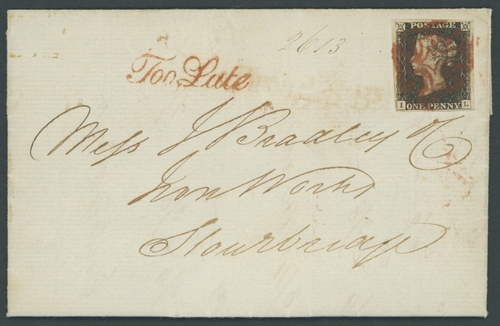 2613
POSTAGE
Too Late
I ONE PENNY L
Mess J Bradley & Co
Iron Works
Stourbridge